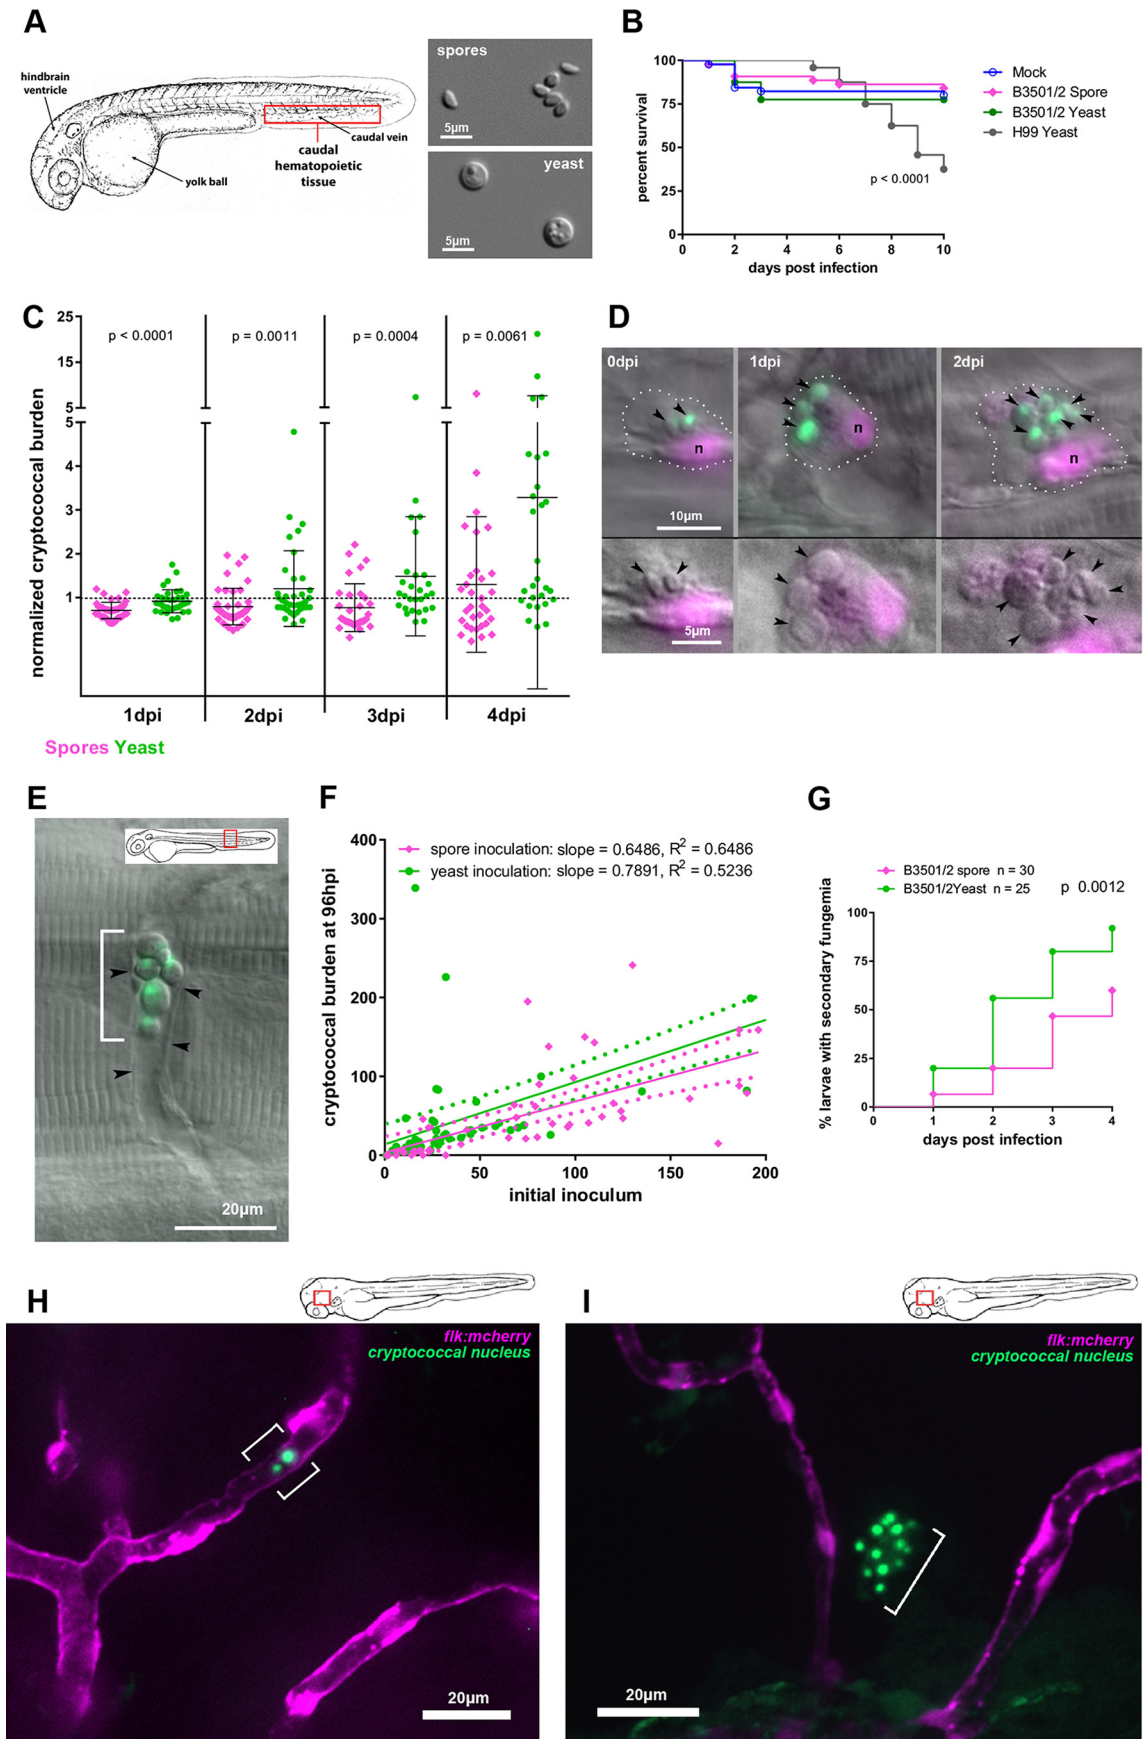 A
hindbrain
ventricle
caudal vein
caudal
hematopoietic
tissue
yolk ball
spores
5µm
yeast
5µm
B
percent survival
100
75
50
25
0
0 2 4 6 8 10
days post infection
p < 0.0001
Mock
B3501/2 Spore
B3501/2 Yeast
H99 Yeast
C
normalized cryptococcal burden
25
15
5
5
4
3
2
1
p < 0.0001
p = 0.0011
p = 0.0004
p = 0.0061
1dpi 2dpi 3dpi 4dpi
Spores Yeast
D
0dpi
1dpi
2dpi
n
n
n
10µm
5µm
E
20µm
F
cryptococcal burden at 96hpi
400
300
200
100
0
spore inoculation: slope = 0.6486, R² = 0.6486
yeast inoculation: slope = 0.7891, R² = 0.5236
0 50 100 150 200
initial inoculum
G
B3501/2 spore n = 30
B3501/2Yeast n = 25
p 0.0012
% larvae with secondary fungemia
100
75
50
25
0
0 1 2 3 4
days post infection
H
flk:mcherry
cryptococcal nucleus
20µm
I
flk:mcherry
cryptococcal nucleus
20µm